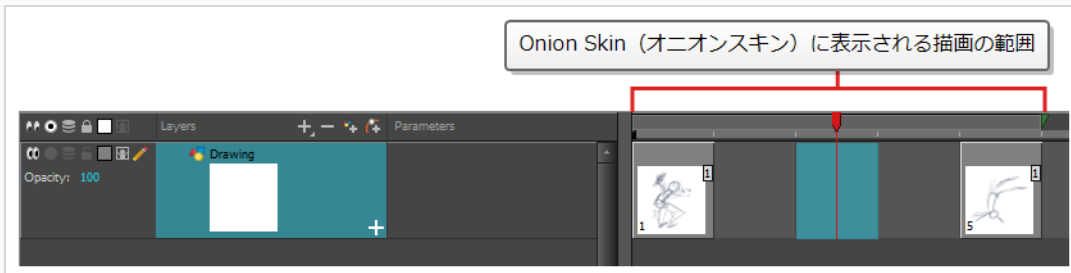 Onion Skin（オニオンスキン）に表示される描画の範囲
Layers
Parameters
Drawing
1
1
Opacity: 100
1
5